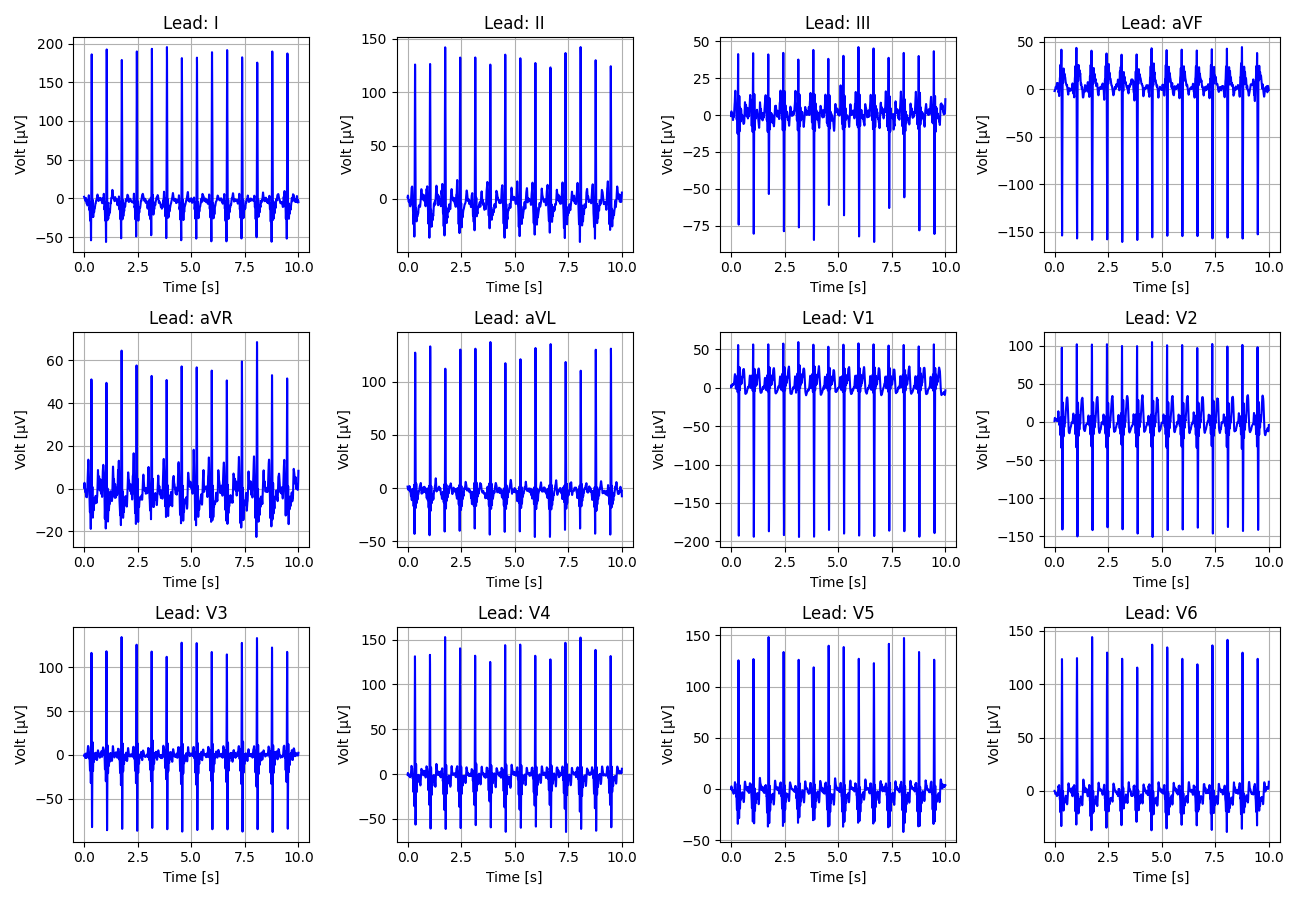 Lead: I
Lead: II
Lead: III
Lead: aVF
200
150
100
50
0
−50
Volt [µV]
0.0 2.5 5.0 7.5 10.0
Time [s]
150
100
50
0
Volt [µV]
0.0 2.5 5.0 7.5 10.0
Time [s]
50
25
0
−25
−50
−75
Volt [µV]
0.0 2.5 5.0 7.5 10.0
Time [s]
50
0
−50
−100
−150
Volt [µV]
0.0 2.5 5.0 7.5 10.0
Time [s]
Lead: aVR
Lead: aVL
Lead: V1
Lead: V2
60
40
20
0
−20
Volt [µV]
0.0 2.5 5.0 7.5 10.0
Time [s]
100
50
0
−50
Volt [µV]
0.0 2.5 5.0 7.5 10.0
Time [s]
50
0
−50
−100
−150
−200
Volt [µV]
0.0 2.5 5.0 7.5 10.0
Time [s]
100
50
0
−50
−100
−150
Volt [µV]
0.0 2.5 5.0 7.5 10.0
Time [s]
Lead: V3
Lead: V4
Lead: V5
Lead: V6
100
50
0
−50
Volt [µV]
0.0 2.5 5.0 7.5 10.0
Time [s]
150
100
50
0
−50
Volt [µV]
0.0 2.5 5.0 7.5 10.0
Time [s]
150
100
50
0
−50
Volt [µV]
0.0 2.5 5.0 7.5 10.0
Time [s]
150
100
50
0
Volt [µV]
0.0 2.5 5.0 7.5 10.0
Time [s]